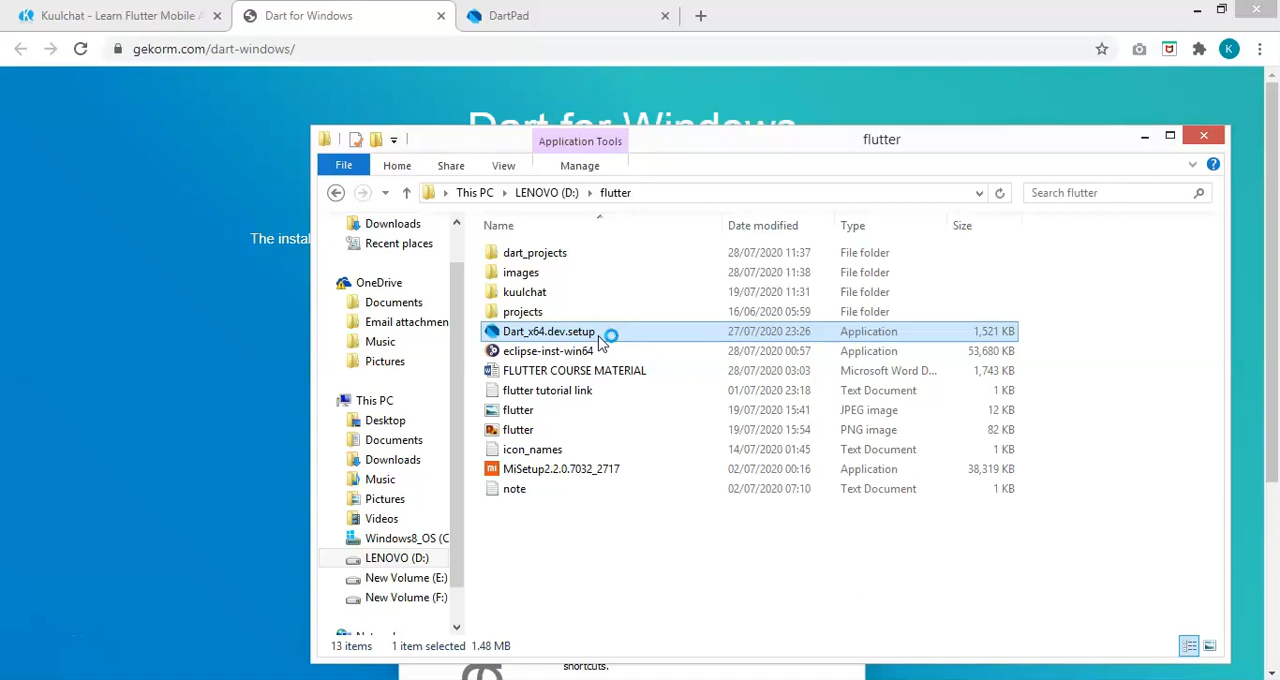 Kuulchat - Learn Flutter Mobile A
Dart for Windows
DartPad
gekorm.com/dart-windows/
K
Dart for Windows
The instal
Application Tools
flutter
File
Home
Share
View
Manage
This PC
LENOVO (D:)
flutter
Search flutter
Name
Date modified
Type
Size
Downloads
Recent places
OneDrive
Documents
Email attachmen
Music
Pictures
This PC
Desktop
Documents
Downloads
Music
Pictures
Videos
Windows8_OS (C
LENOVO (D:)
New Volume (E:)
New Volume (F:)
dart_projects 28/07/2020 11:37 File folder
images 28/07/2020 11:38 File folder
kuulchat 19/07/2020 11:31 File folder
projects 16/06/2020 05:59 File folder
Dart_x64.dev.setup 27/07/2020 23:26 Application 1,521 KB
eclipse-inst-win64 28/07/2020 00:57 Application 53,680 KB
FLUTTER COURSE MATERIAL 28/07/2020 03:03 Microsoft Word D... 1,743 KB
flutter tutorial link 01/07/2020 23:18 Text Document 1 KB
flutter 19/07/2020 15:41 JPEG image 12 KB
flutter 19/07/2020 15:54 PNG image 82 KB
icon_names 14/07/2020 01:45 Text Document 1 KB
MiSetup2.2.0.7032_2717 02/07/2020 00:16 Application 38,319 KB
note 02/07/2020 07:10 Text Document 1 KB
13 items 1 item selected 1.48 MB
shortcuts.